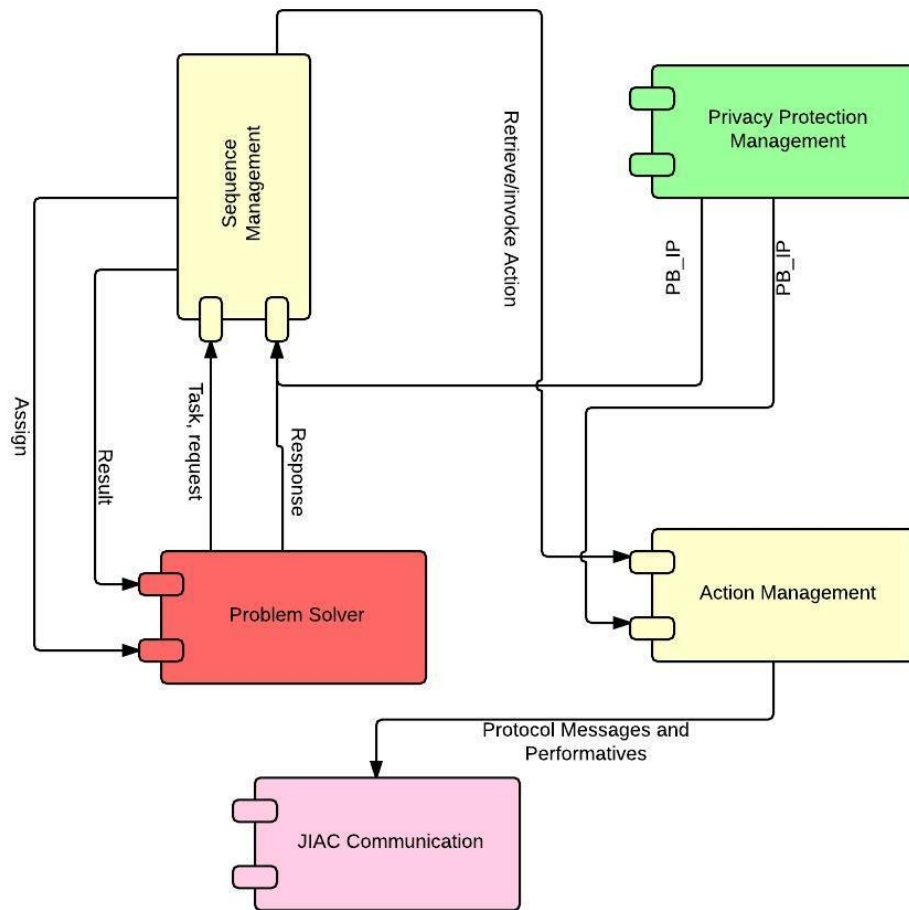 Sequence
Management
Retrieve/invoke Action
Privacy Protection
Management
PB_IP
PB_IP
Assign
Result
Task, request
Response
Problem Solver
Action Management
Protocol Messages and
Performatives
JIAC Communication